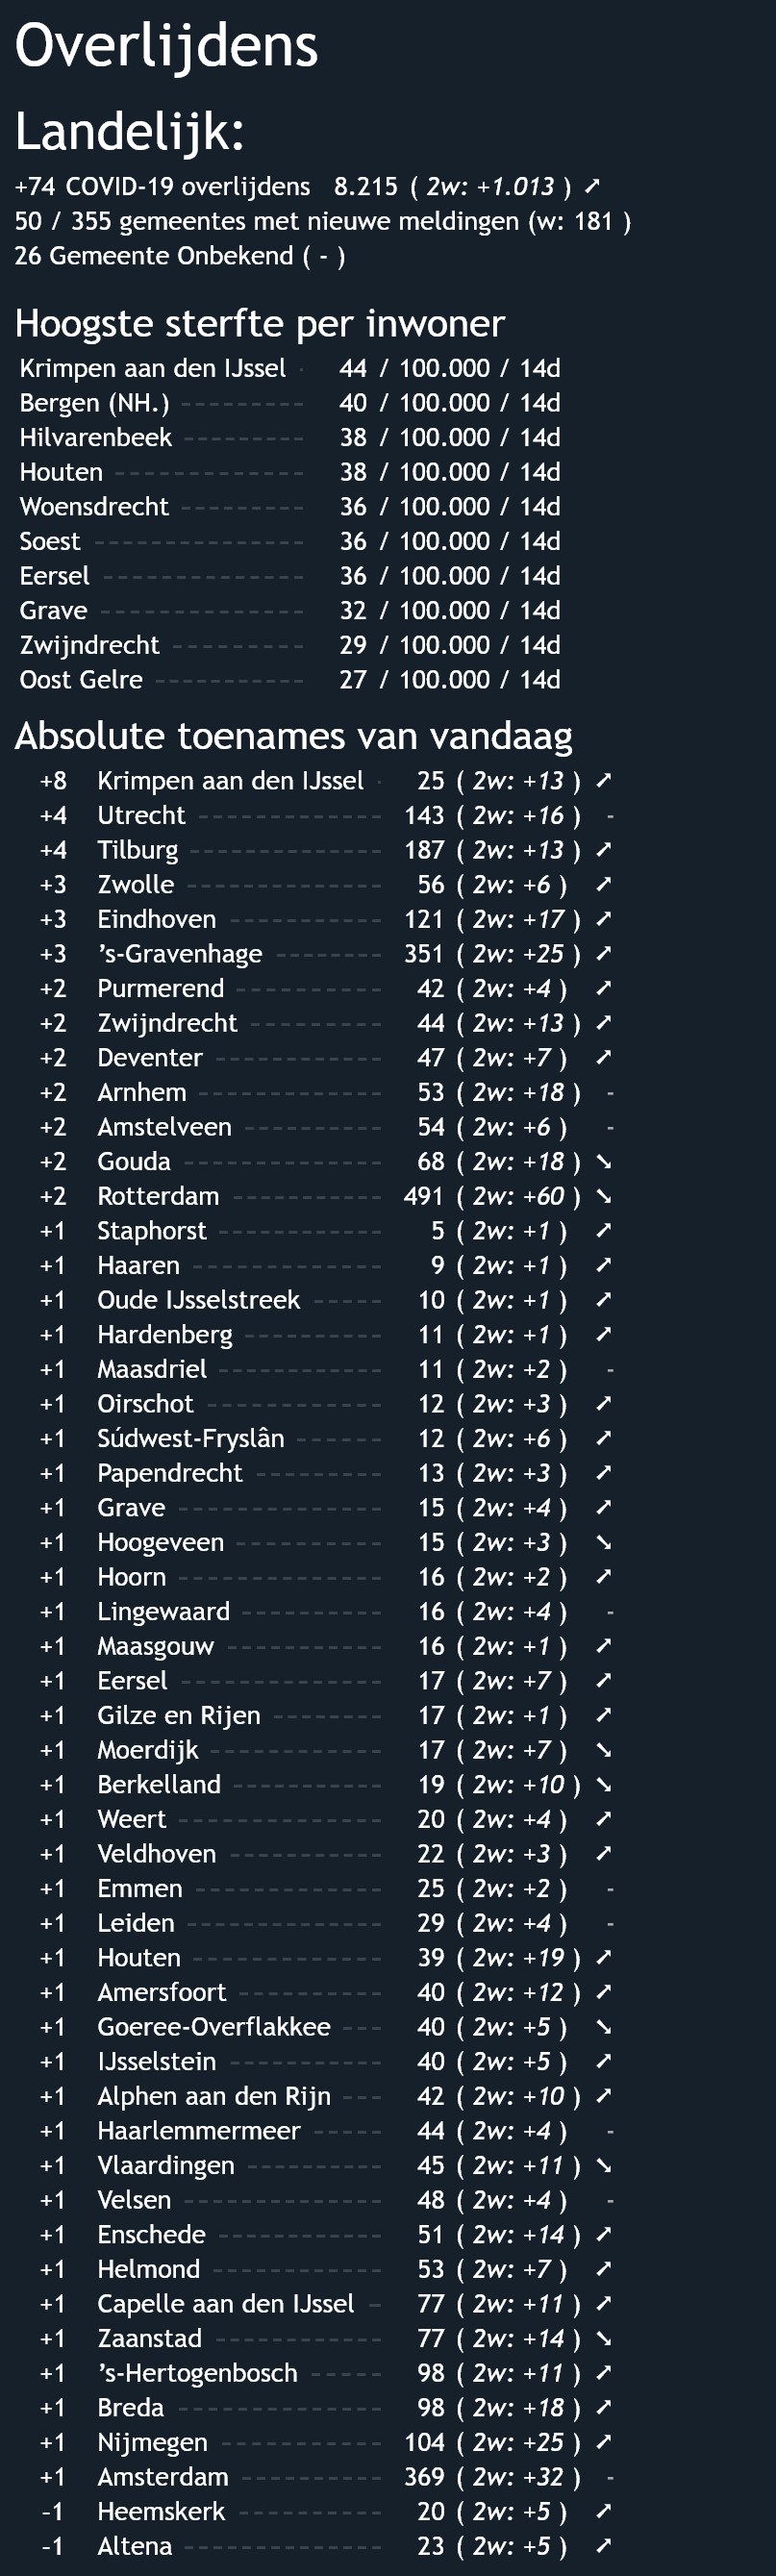 Overlijdens
Landelijk:
+74 COVID-19 overlijdens 8.215 ( 2w: +1.013 ) ➚
50 / 355 gemeentes met nieuwe meldingen (w: 181 )
26 Gemeente Onbekend ( - )
Hoogste sterfte per inwoner
Krimpen aan den IJssel 44 / 100.000 / 14d
Bergen (NH.) 40 / 100.000 / 14d
Hilvarenbeek 38 / 100.000 / 14d
Houten 38 / 100.000 / 14d
Woensdrecht 36 / 100.000 / 14d
Soest 36 / 100.000 / 14d
Eersel 36 / 100.000 / 14d
Grave 32 / 100.000 / 14d
Zwijndrecht 29 / 100.000 / 14d
Oost Gelre 27 / 100.000 / 14d
Absolute toenames van vandaag
+8 Krimpen aan den IJssel 25 ( 2w: +13 ) ➚
+4 Utrecht 143 ( 2w: +16 ) -
+4 Tilburg 187 ( 2w: +13 ) ➚
+3 Zwolle 56 ( 2w: +6 ) ➚
+3 Eindhoven 121 ( 2w: +17 ) ➚
+3 ’s-Gravenhage 351 ( 2w: +25 ) ➚
+2 Purmerend 42 ( 2w: +4 ) ➚
+2 Zwijndrecht 44 ( 2w: +13 ) ➚
+2 Deventer 47 ( 2w: +7 ) ➚
+2 Arnhem 53 ( 2w: +18 ) -
+2 Amstelveen 54 ( 2w: +6 ) -
+2 Gouda 68 ( 2w: +18 ) ➘
+2 Rotterdam 491 ( 2w: +60 ) ➘
+1 Staphorst 5 ( 2w: +1 ) ➚
+1 Haaren 9 ( 2w: +1 ) ➚
+1 Oude IJsselstreek 10 ( 2w: +1 ) ➚
+1 Hardenberg 11 ( 2w: +1 ) ➚
+1 Maasdriel 11 ( 2w: +2 ) -
+1 Oirschot 12 ( 2w: +3 ) ➚
+1 Súdwest-Fryslân 12 ( 2w: +6 ) ➚
+1 Papendrecht 13 ( 2w: +3 ) ➚
+1 Grave 15 ( 2w: +4 ) ➚
+1 Hoogeveen 15 ( 2w: +3 ) ➘
+1 Hoorn 16 ( 2w: +2 ) ➚
+1 Lingewaard 16 ( 2w: +4 ) -
+1 Maasgouw 16 ( 2w: +1 ) ➚
+1 Eersel 17 ( 2w: +7 ) ➚
+1 Gilze en Rijen 17 ( 2w: +1 ) ➚
+1 Moerdijk 17 ( 2w: +7 ) ➘
+1 Berkelland 19 ( 2w: +10 ) ➘
+1 Weert 20 ( 2w: +4 ) ➚
+1 Veldhoven 22 ( 2w: +3 ) ➚
+1 Emmen 25 ( 2w: +2 ) -
+1 Leiden 29 ( 2w: +4 ) -
+1 Houten 39 ( 2w: +19 ) ➚
+1 Amersfoort 40 ( 2w: +12 ) ➚
+1 Goeree-Overflakkee 40 ( 2w: +5 ) ➘
+1 IJsselstein 40 ( 2w: +5 ) ➚
+1 Alphen aan den Rijn 42 ( 2w: +10 ) ➚
+1 Haarlemmermeer 44 ( 2w: +4 ) -
+1 Vlaardingen 45 ( 2w: +11 ) ➘
+1 Velsen 48 ( 2w: +4 ) -
+1 Enschede 51 ( 2w: +14 ) ➚
+1 Helmond 53 ( 2w: +7 ) ➚
+1 Capelle aan den IJssel 77 ( 2w: +11 ) ➚
+1 Zaanstad 77 ( 2w: +14 ) ➘
+1 ’s-Hertogenbosch 98 ( 2w: +11 ) ➚
+1 Breda 98 ( 2w: +18 ) ➚
+1 Nijmegen 104 ( 2w: +25 ) ➚
+1 Amsterdam 369 ( 2w: +32 ) -
-1 Heemskerk 20 ( 2w: +5 ) ➚
-1 Altena 23 ( 2w: +5 ) ➚